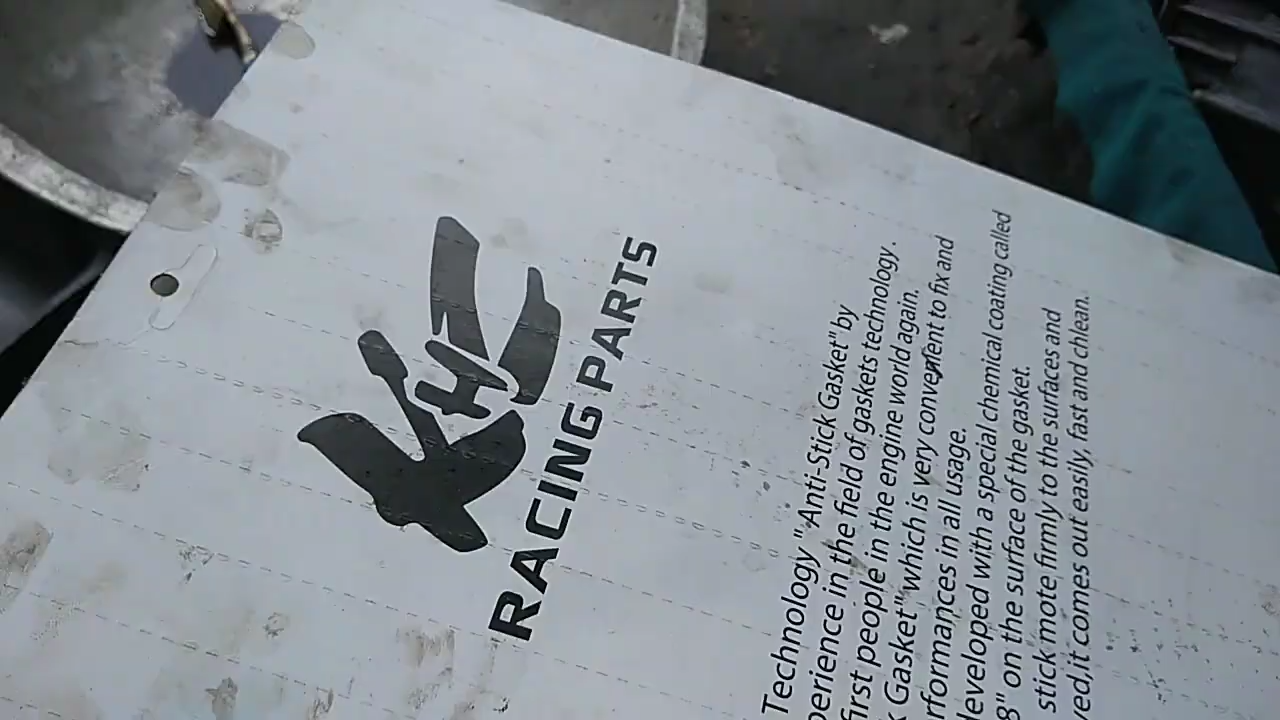 KHE
RACING PARTS
Technology "Anti-Stick Gasket" by
perience in the field of gaskets technology.
first people in the engine world again.
Gasket" which is very convenient to fix and
rformances in all usage.
developed with a special chemical coating called
8" on the surface of the gasket.
stick mote firmly to the surfaces and
ved,it comes out easily, fast and clean.